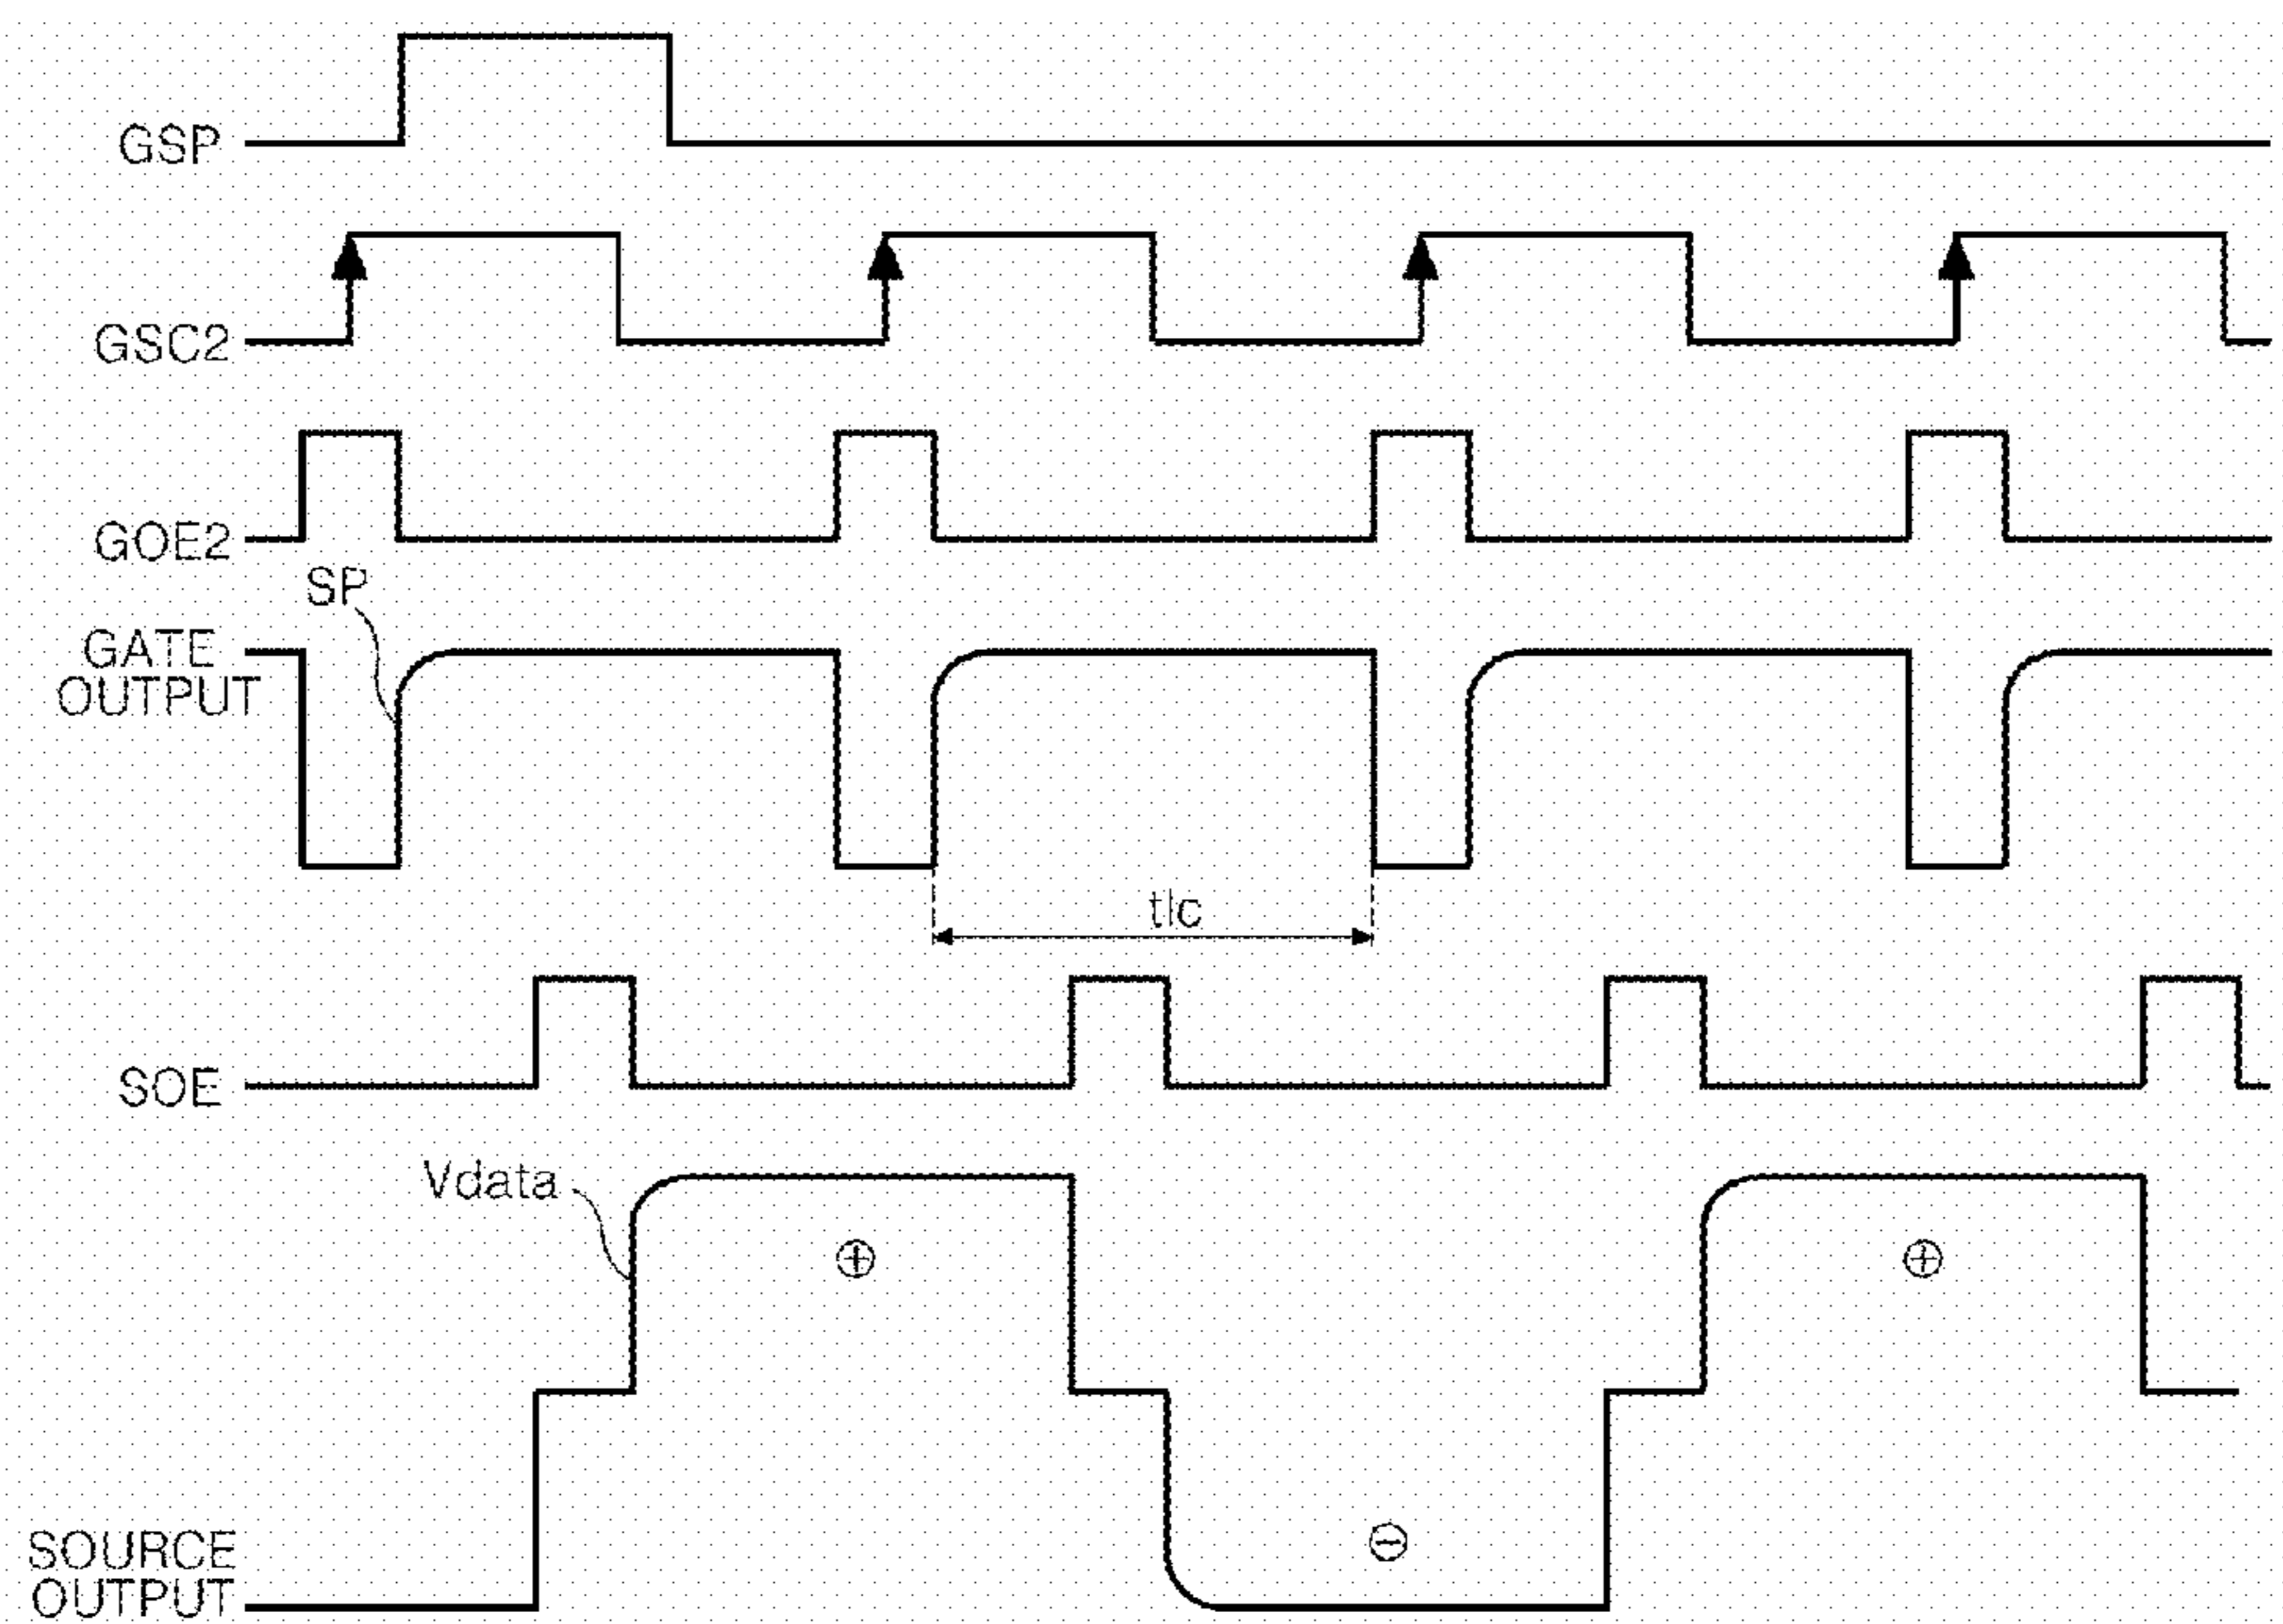 GSP
GSC2
GOE2
SP
GATE
OUTPUT
tlc
SOE
Vdata
⊕
⊕
⊖
SOURCE
OUTPUT